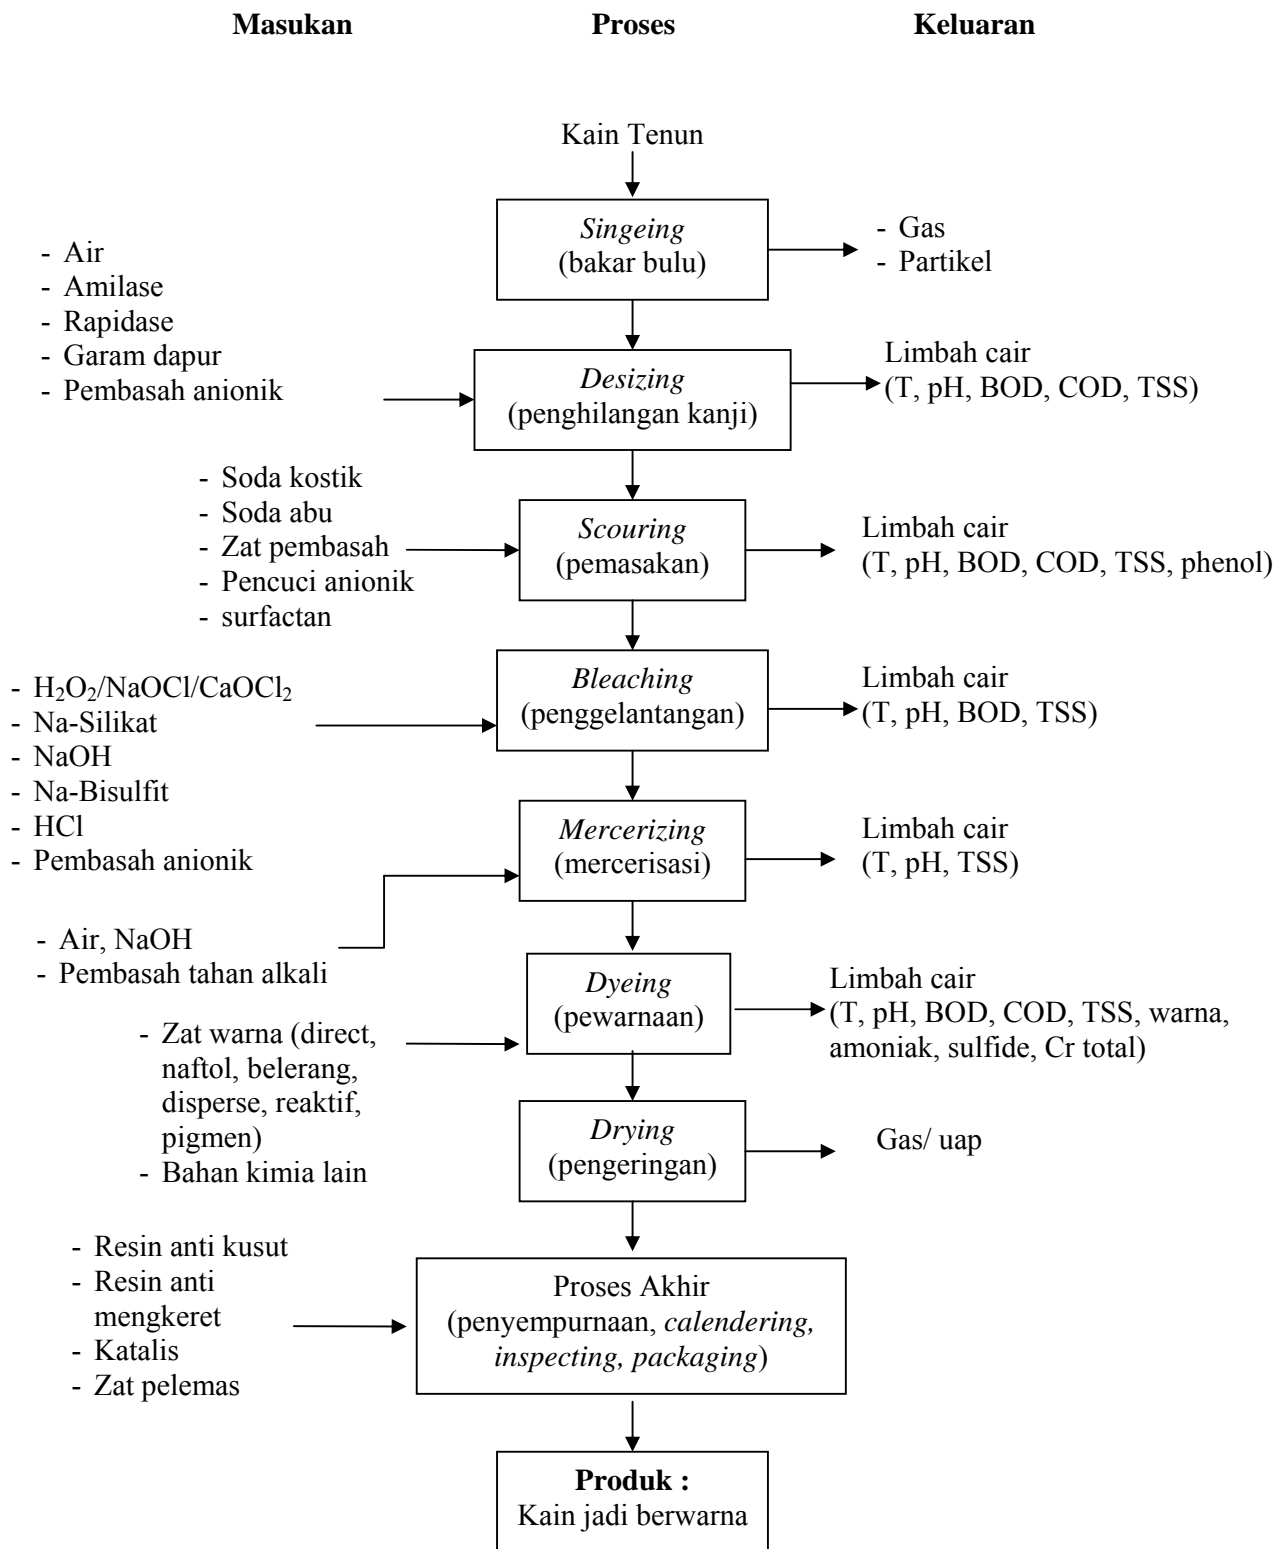 Masukan Proses Keluaran
Kain Tenun
Singeing
(bakar bulu)
- Gas
- Partikel
- Air
- Amilase
- Rapidase
- Garam dapur
- Pembasah anionik
Desizing
(penghilangan kanji)
Limbah cair
(T, pH, BOD, COD, TSS)
- Soda kostik
- Soda abu
- Zat pembasah
- Pencuci anionik
- surfactan
Scouring
(pemasakan)
Limbah cair
(T, pH, BOD, COD, TSS, phenol)
- H₂O₂/NaOCl/CaOCl₂
- Na-Silikat
- NaOH
- Na-Bisulfit
- HCl
- Pembasah anionik
Bleaching
(penggelantangan)
Limbah cair
(T, pH, BOD, TSS)
- Air, NaOH
- Pembasah tahan alkali
Mercerizing
(mercerisasi)
Limbah cair
(T, pH, TSS)
- Zat warna (direct,
naftol, belerang,
disperse, reaktif,
pigmen)
- Bahan kimia lain
Dyeing
(pewarnaan)
Limbah cair
(T, pH, BOD, COD, TSS, warna,
amoniak, sulfide, Cr total)
Drying
(pengeringan)
Gas/ uap
- Resin anti kusut
- Resin anti
mengkeret
- Katalis
- Zat pelemas
Proses Akhir
(penyempurnaan, calendering,
inspecting, packaging)
Produk :
Kain jadi berwarna